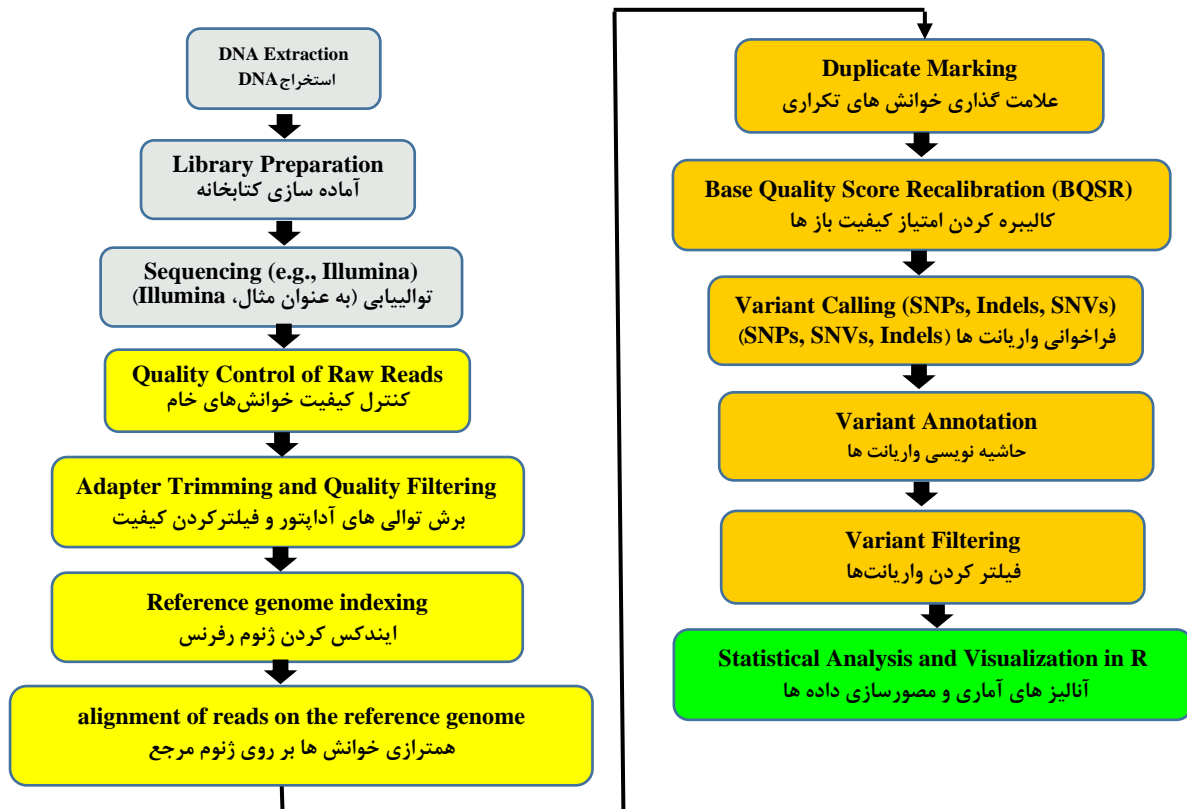 DNA Extraction
استخراج DNA
Library Preparation
آماده سازی کتابخانه
Sequencing (e.g., Illumina)
توالییابی (به عنوان مثال، Illumina)
Quality Control of Raw Reads
کنترل کیفیت خوانش‌های خام
Adapter Trimming and Quality Filtering
برش توالی های آداپتور و فیلترکردن کیفیت
Reference genome indexing
ایندکس کردن ژنوم رفرنس
alignment of reads on the reference genome
همترازی خوانش ها بر روی ژنوم مرجع
Duplicate Marking
علامت گذاری خوانش های تکراری
Base Quality Score Recalibration (BQSR)
کالیبره کردن امتیاز کیفیت باز ها
Variant Calling (SNPs, Indels, SNVs)
فراخوانی واریانت ها (SNPs, SNVs, Indels)
Variant Annotation
حاشیه نویسی واریانت ها
Variant Filtering
فیلتر کردن واریانت‌ها
Statistical Analysis and Visualization in R
آنالیز های آماری و مصورسازی داده ها